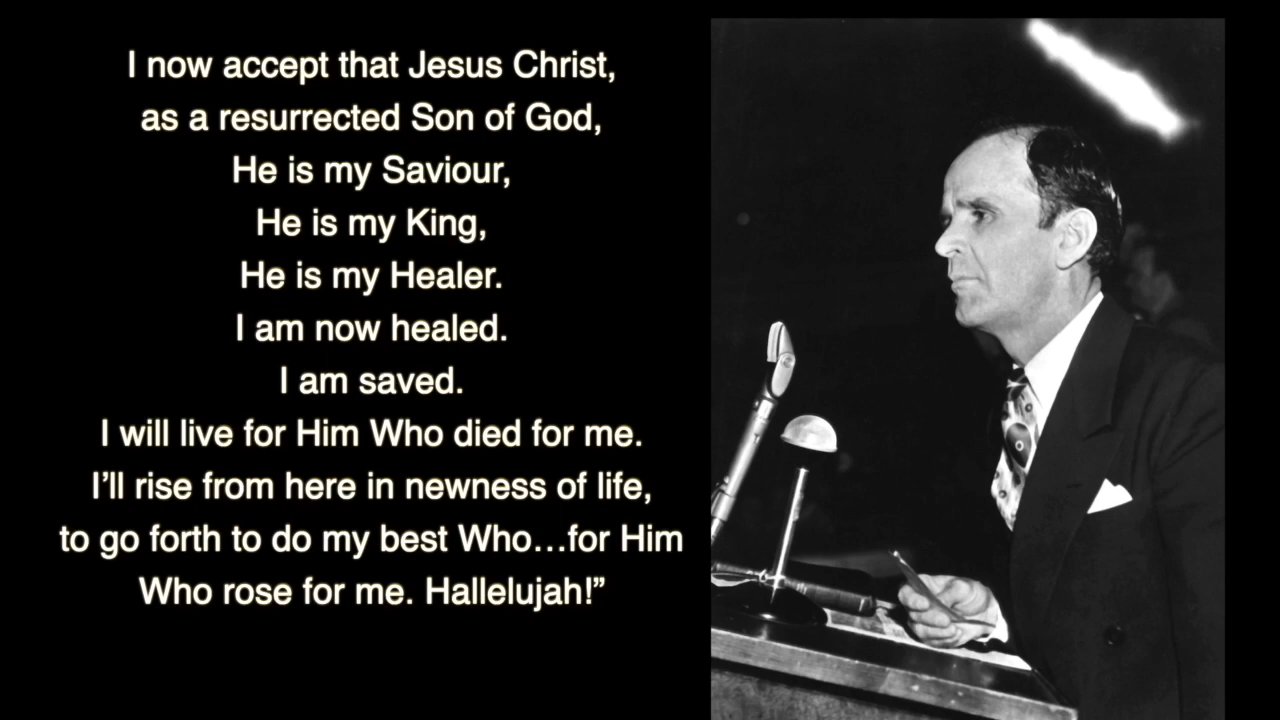 I now accept that Jesus Christ,
as a resurrected Son of God,
He is my Saviour,
He is my King,
He is my Healer.
I am now healed.
I am saved.
I will live for Him Who died for me.
I’ll rise from here in newness of life,
to go forth to do my best Who…for Him
Who rose for me. Hallelujah!”